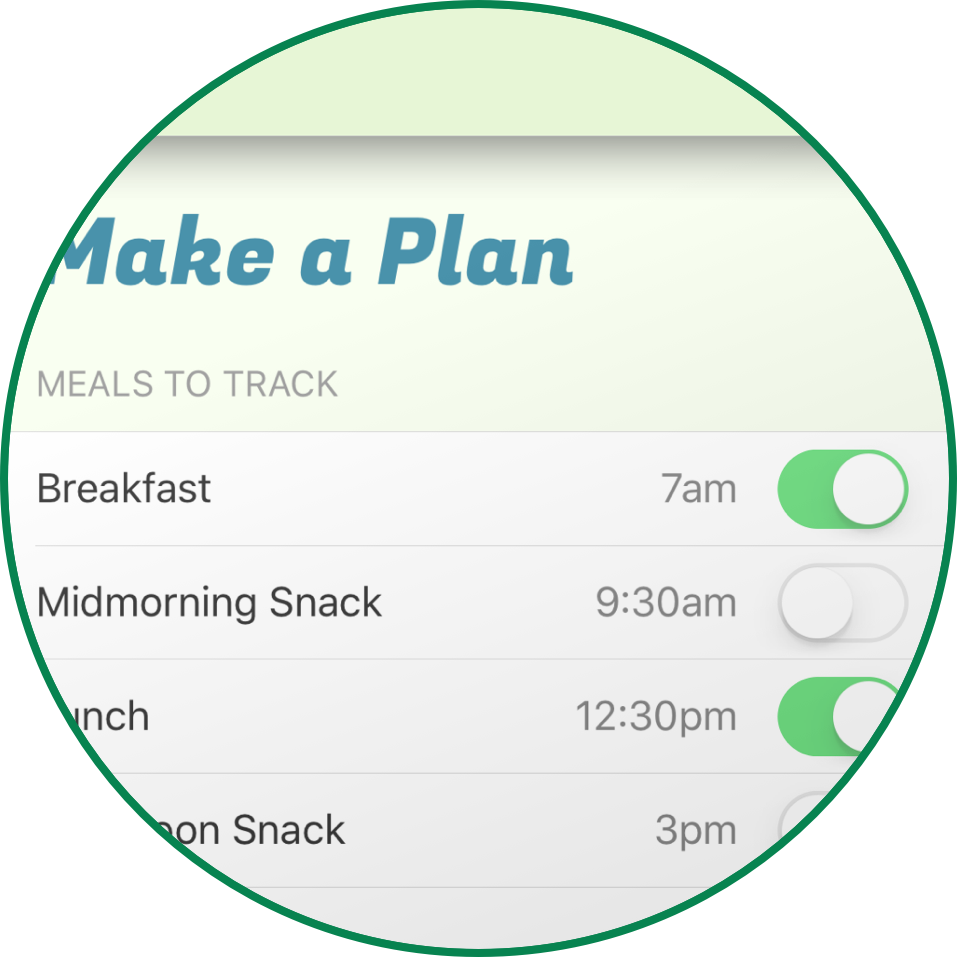 Make a Plan
MEALS TO TRACK
Breakfast 7am
Midmorning Snack 9:30am
unch 12:30pm
oon Snack 3pm